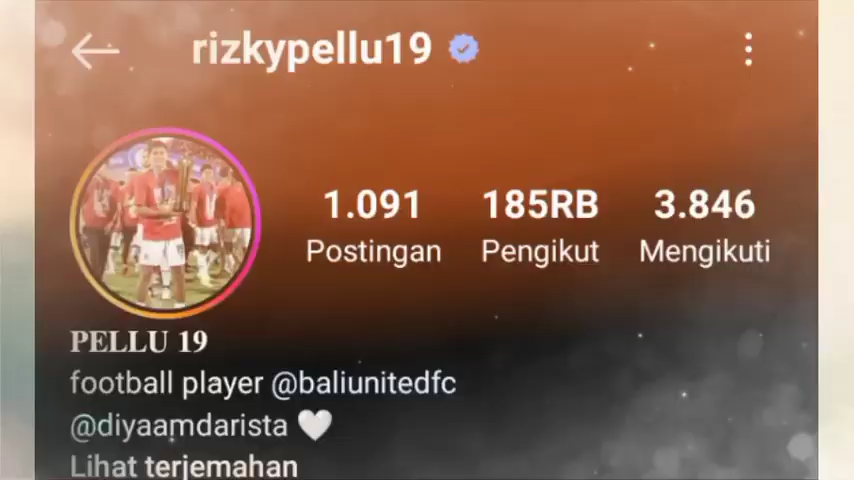 rizkypellu19
1.091 185RB 3.846
Postingan Pengikut Mengikuti
PELLU 19
football player @baliunitedfc
@diyaamdarista 🤍
Lihat terjemahan